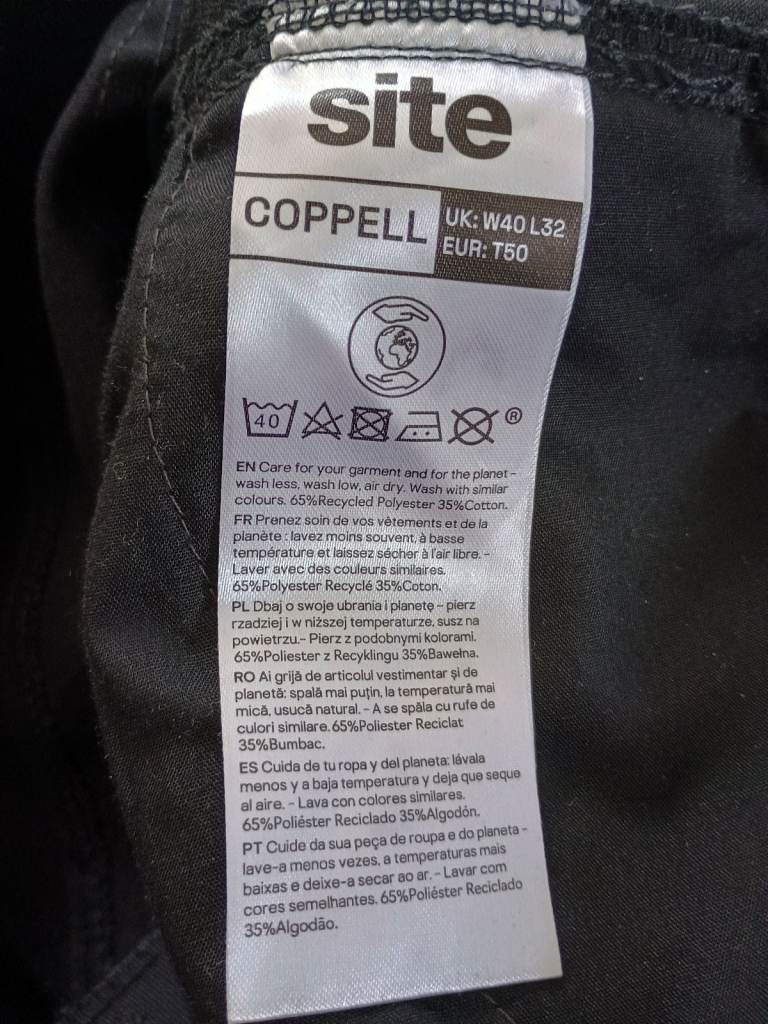 site
COPPELL
UK: W40 L32
EUR: T50
40 ®
EN Care for your garment and for the planet –
wash less, wash low, air dry. Wash with similar
colours. 65%Recycled Polyester 35%Cotton.
FR Prenez soin de vos vêtements et de la
planète : lavez moins souvent, à basse
température et laissez sécher à l'air libre. –
Laver avec des couleurs similaires.
65%Polyester Recyclé 35%Coton.
PL Dbaj o swoje ubrania i planetę – pierz
rzadziej i w niższej temperaturze, susz na
powietrzu.– Pierz z podobnymi kolorami.
65%Poliester z Recyklingu 35%Bawełna.
RO Ai grijă de articolul vestimentar și de
planetă: spală mai puțin, la temperatură mai
mică, usucă natural. – A se spăla cu rufe de
culori similare. 65%Poliester Reciclat
35%Bumbac.
ES Cuida de tu ropa y del planeta: lávala
menos y a baja temperatura y deja que seque
al aire. – Lava con colores similares.
65%Poliéster Reciclado 35%Algodón.
PT Cuide da sua peça de roupa e do planeta –
lave-a menos vezes, a temperaturas mais
baixas e deixe-a secar ao ar. – Lavar com
cores semelhantes. 65%Poliéster Reciclado
35%Algodão.